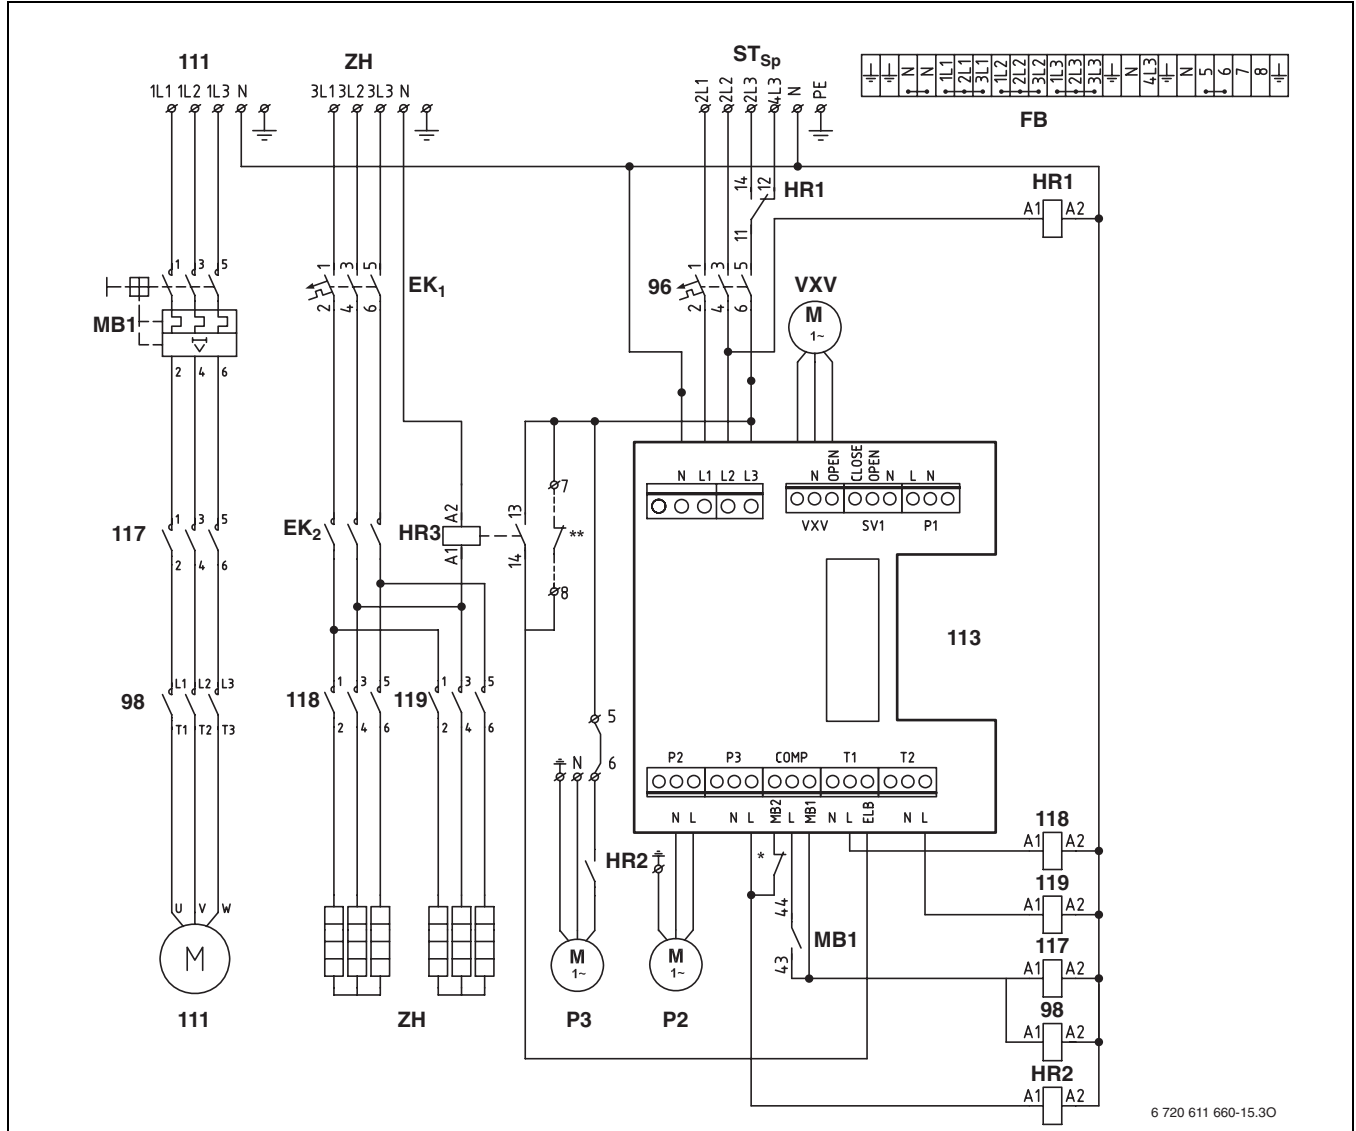 111 ZH ST Sp
1L1 1L2 1L3 N 3L1 3L2 3L3 N 2L1 2L2 2L3 4L3 N PE
N N 1L1 2L1 3L1 1L2 2L2 3L2 1L3 2L3 3L3 N 4L3 N 5 6 7 8
FB
14 12 HR1
11
HR1
A1 A2
1 3 5
MB1
2 4 6
1 3 5
EK1
2 4 6
96
1 3 5
2 4 6
VXV
M
1~
117
1 3 5
2 4 6
EK2
HR3
A2
A1
13
14
7
**
8
N L1 L2 L3
N OPEN CLOSE OPEN N L N
VXV SV1 P1
113
98
L1 L2 L3
T1 T2 T3
118
1 3 5
2 4 6
119
1 3 5
2 4 6
5
N 6
P2 P3 COMP T1 T2
N L N L MB2 L MB1 N L ELB N L
HR2
*
44
43
MB1
118
A1 A2
119
A1 A2
117
A1 A2
98
A1 A2
HR2
A1 A2
U V W
M
M
1~
M
1~
111 ZH P3 P2
6 720 611 660-15.3O